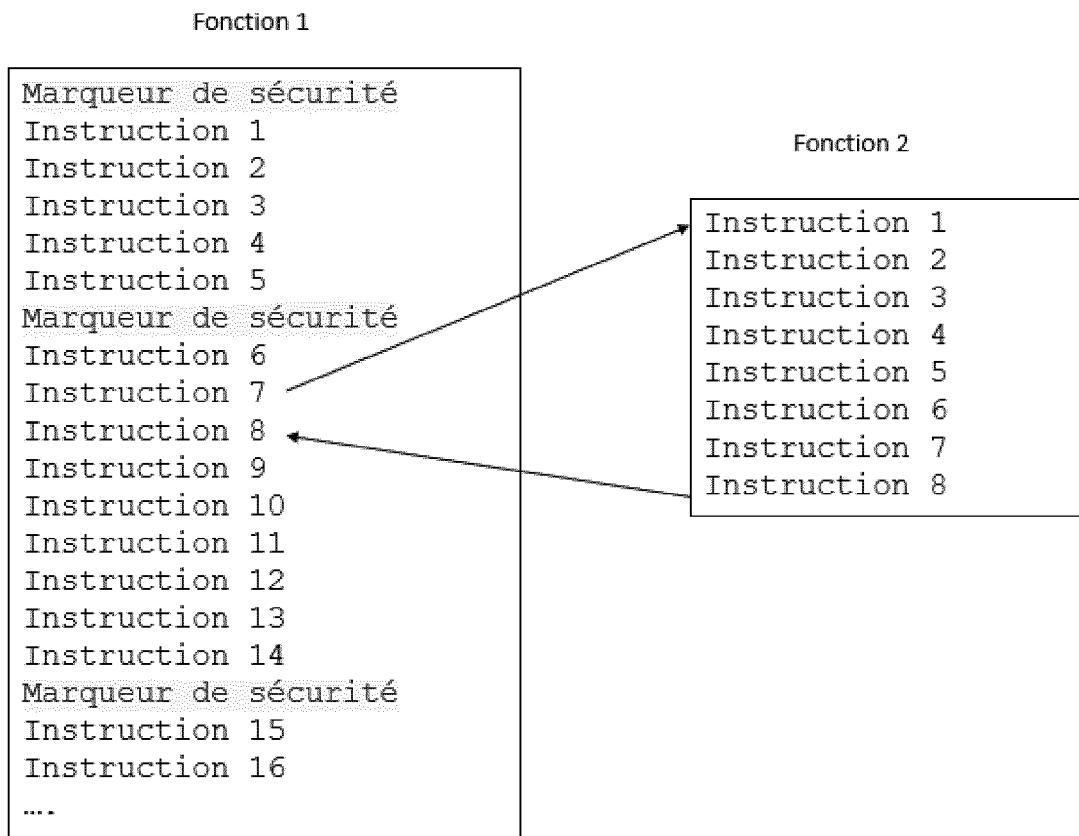 Fonction 1
Marqueur de sécurité
Instruction 1
Instruction 2
Instruction 3
Instruction 4
Instruction 5
Marqueur de sécurité
Instruction 6
Instruction 7
Instruction 8
Instruction 9
Instruction 10
Instruction 11
Instruction 12
Instruction 13
Instruction 14
Marqueur de sécurité
Instruction 15
Instruction 16
....
Fonction 2
Instruction 1
Instruction 2
Instruction 3
Instruction 4
Instruction 5
Instruction 6
Instruction 7
Instruction 8